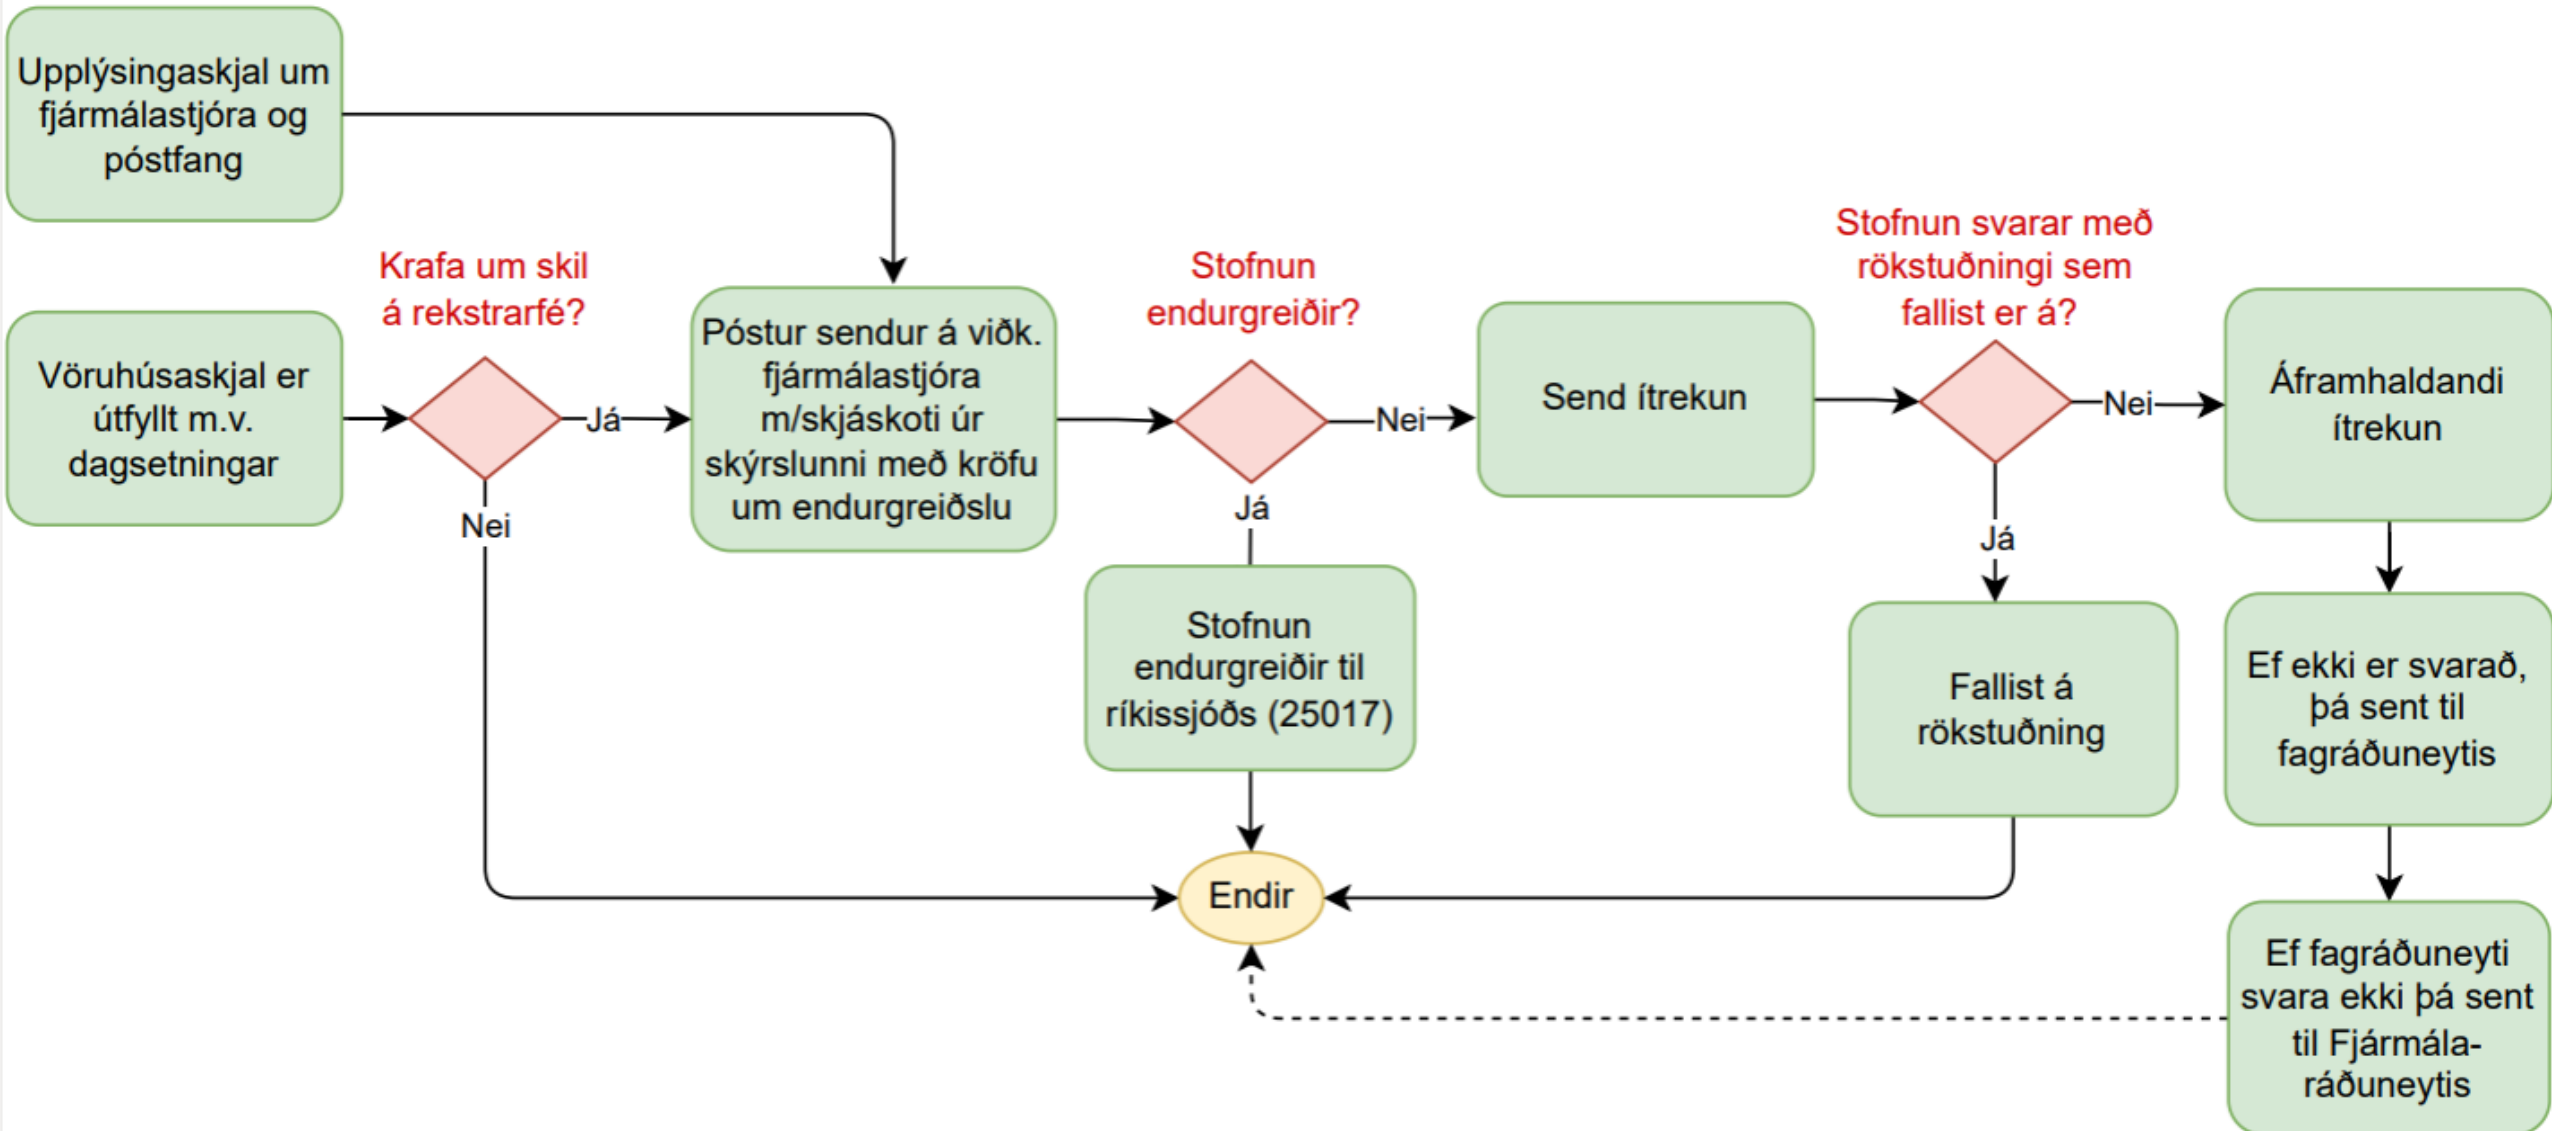 Upplýsingaskjal um
fjármálastjóra og
póstfang
Krafa um skil
á rekstrarfé?
Vöruhúsaskjal er
útfyllt m.v.
dagsetningar
Já
Nei
Póstur sendur á viðk.
fjármálastjóra
m/skjáskoti úr
skýrslunni með kröfu
um endurgreiðslu
Stofnun
endurgreiðir?
Nei
Já
Stofnun
endurgreiðir til
ríkissjóðs (25017)
Send ítrekun
Stofnun svarar með
rökstuðningi sem
fallist er á?
Nei
Já
Fallist á
rökstuðning
Áframhaldandi
ítrekun
Ef ekki er svarað,
þá sent til
fagráðuneytis
Ef fagráðuneyti
svara ekki þá sent
til Fjármála-
ráðuneytis
Endir